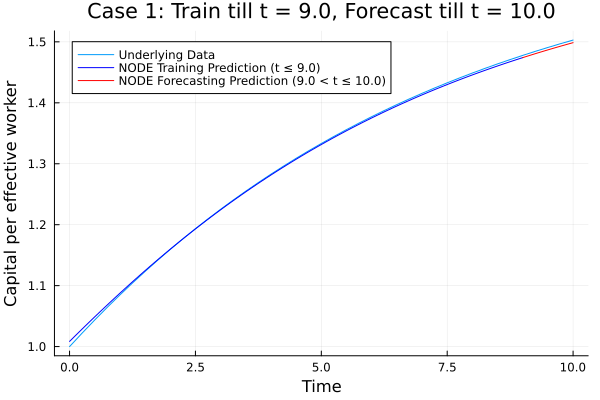 Case 1: Train till t = 9.0, Forecast till t = 10.0
Underlying Data
NODE Training Prediction (t ≤ 9.0)
NODE Forecasting Prediction (9.0 < t ≤ 10.0)
Capital per effective worker
1.5
1.4
1.3
1.2
1.1
1.0
0.0 2.5 5.0 7.5 10.0
Time